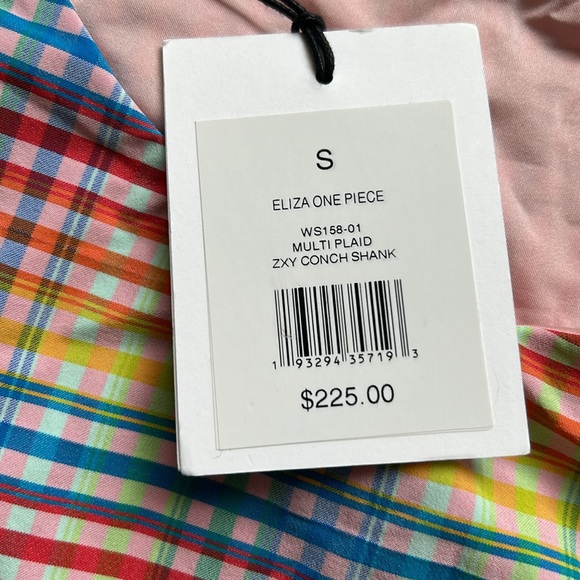 S
ELIZA ONE PIECE
WS158-01
MULTI PLAID
ZXY CONCH SHANK
1 93294 35719 3
$225.00